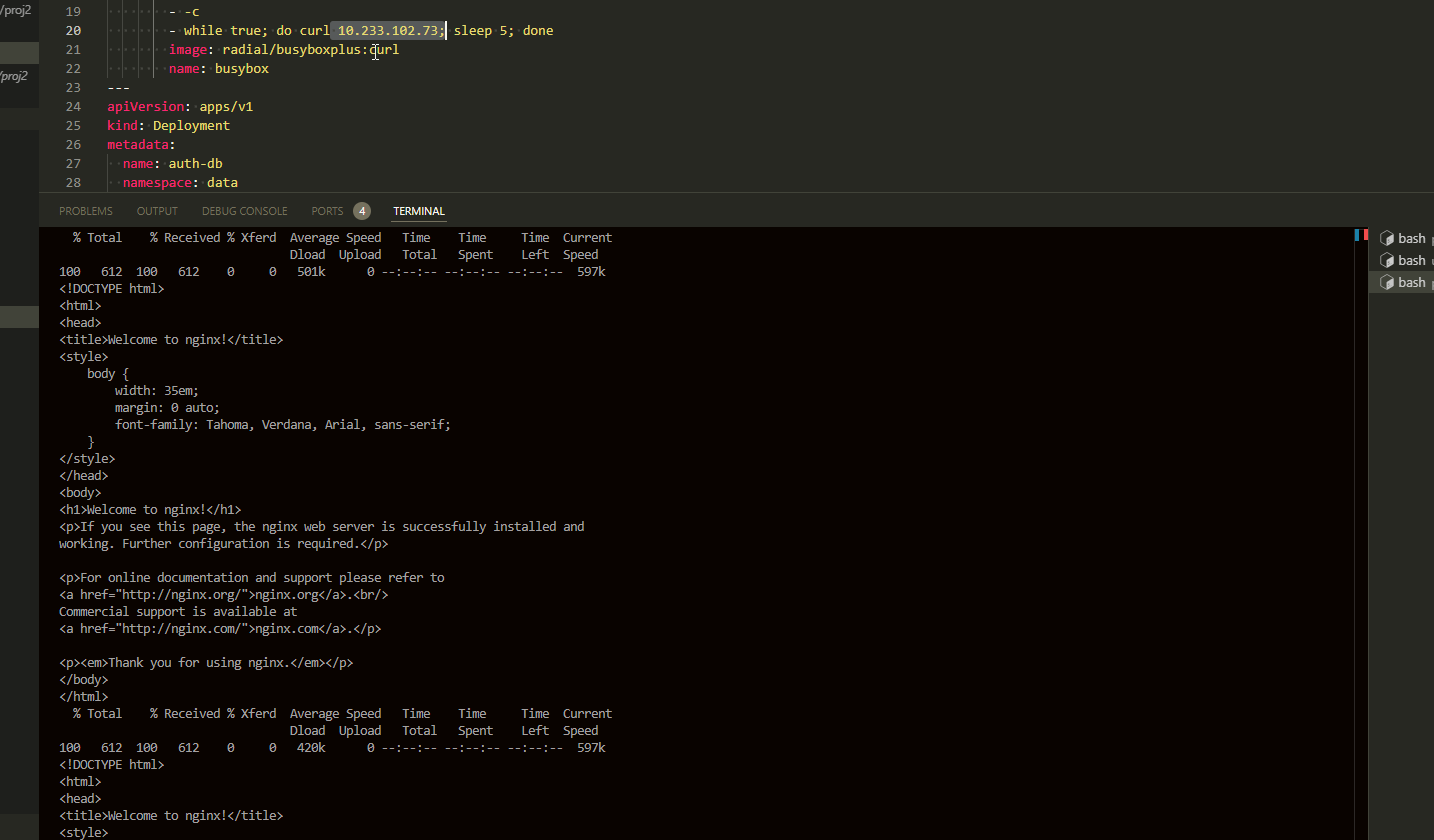 /proj2
/proj2
19 - -c
20 - while true; do curl 10.233.102.73; sleep 5; done
21 image: radial/busyboxplus:curl
22 name: busybox
23 ---
24 apiVersion: apps/v1
25 kind: Deployment
26 metadata:
27 name: auth-db
28 namespace: data
PROBLEMS OUTPUT DEBUG CONSOLE PORTS 4 TERMINAL
% Total % Received % Xferd Average Speed Time Time Time Current
Dload Upload Total Spent Left Speed
100 612 100 612 0 0 501k 0 --:--:-- --:--:-- --:--:-- 597k
<!DOCTYPE html>
<html>
<head>
<title>Welcome to nginx!</title>
<style>
body {
width: 35em;
margin: 0 auto;
font-family: Tahoma, Verdana, Arial, sans-serif;
}
</style>
</head>
<body>
<h1>Welcome to nginx!</h1>
<p>If you see this page, the nginx web server is successfully installed and
working. Further configuration is required.</p>
<p>For online documentation and support please refer to
<a href="http://nginx.org/">nginx.org</a>.<br/>
Commercial support is available at
<a href="http://nginx.com/">nginx.com</a>.</p>
<p><em>Thank you for using nginx.</em></p>
</body>
</html>
% Total % Received % Xferd Average Speed Time Time Time Current
Dload Upload Total Spent Left Speed
100 612 100 612 0 0 420k 0 --:--:-- --:--:-- --:--:-- 597k
<!DOCTYPE html>
<html>
<head>
<title>Welcome to nginx!</title>
<style>
bash
bash
bash